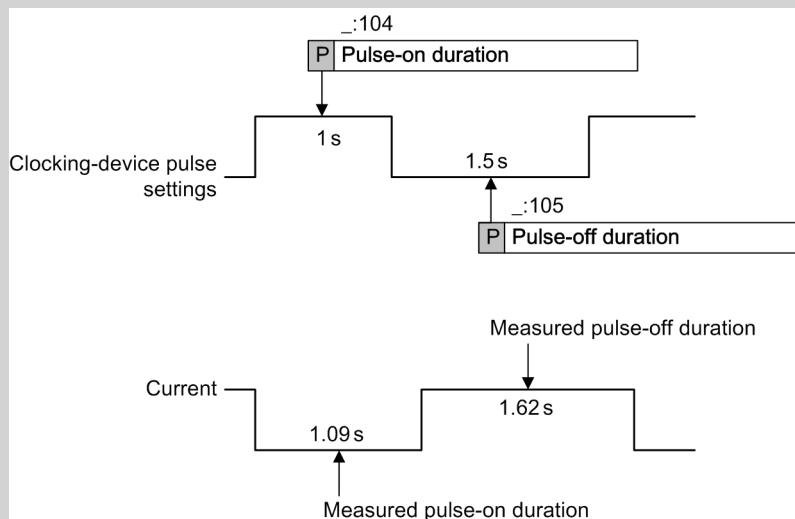 _:104
P Pulse-on duration
1 s
Clocking-device pulse
settings
1.5 s
_:105
P Pulse-off duration
Measured pulse-off duration
Current
1.62 s
1.09 s
Measured pulse-on duration